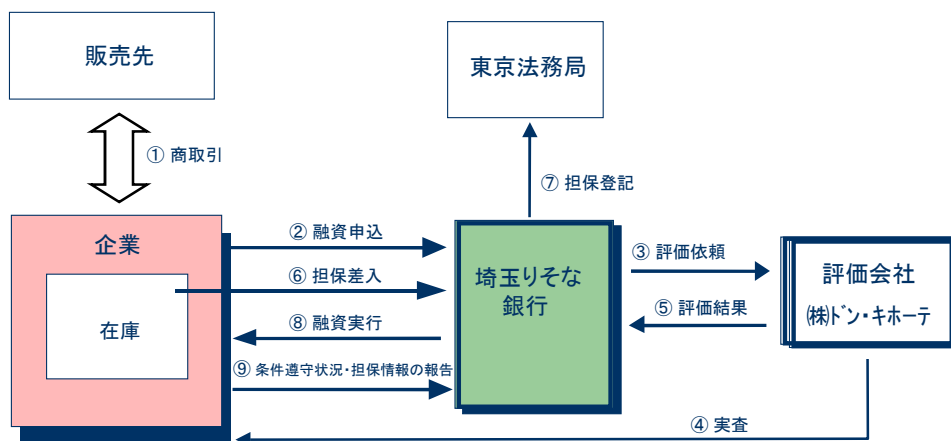 販売先
東京法務局
① 商取引
⑦ 担保登記
企業
在庫
② 融資申込
⑥ 担保差入
⑧ 融資実行
⑨ 条件遵守状況・担保情報の報告
埼玉りそな
銀行
③ 評価依頼
⑤ 評価結果
評価会社
㈱ドン・キホーテ
④ 実査